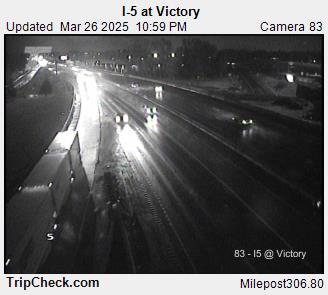 I-5 at Victory
Updated Mar 26 2025 10:59 PM Camera 83
5
83 - I5 @ Victory
TripCheck.com Milepost306.80